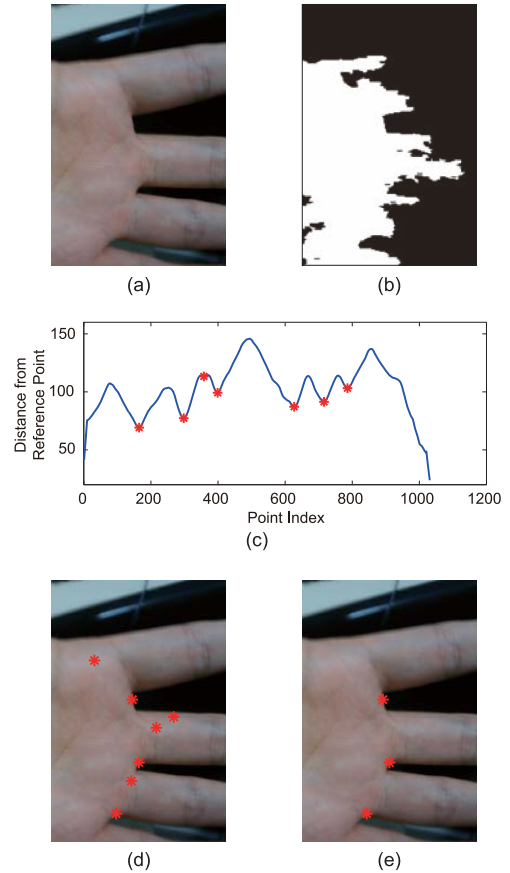 (a)
(b)
150
100
50
Distance from
Reference Point
0
200
400
600
800
1000
1200
Point Index
(c)
(d)
(e)